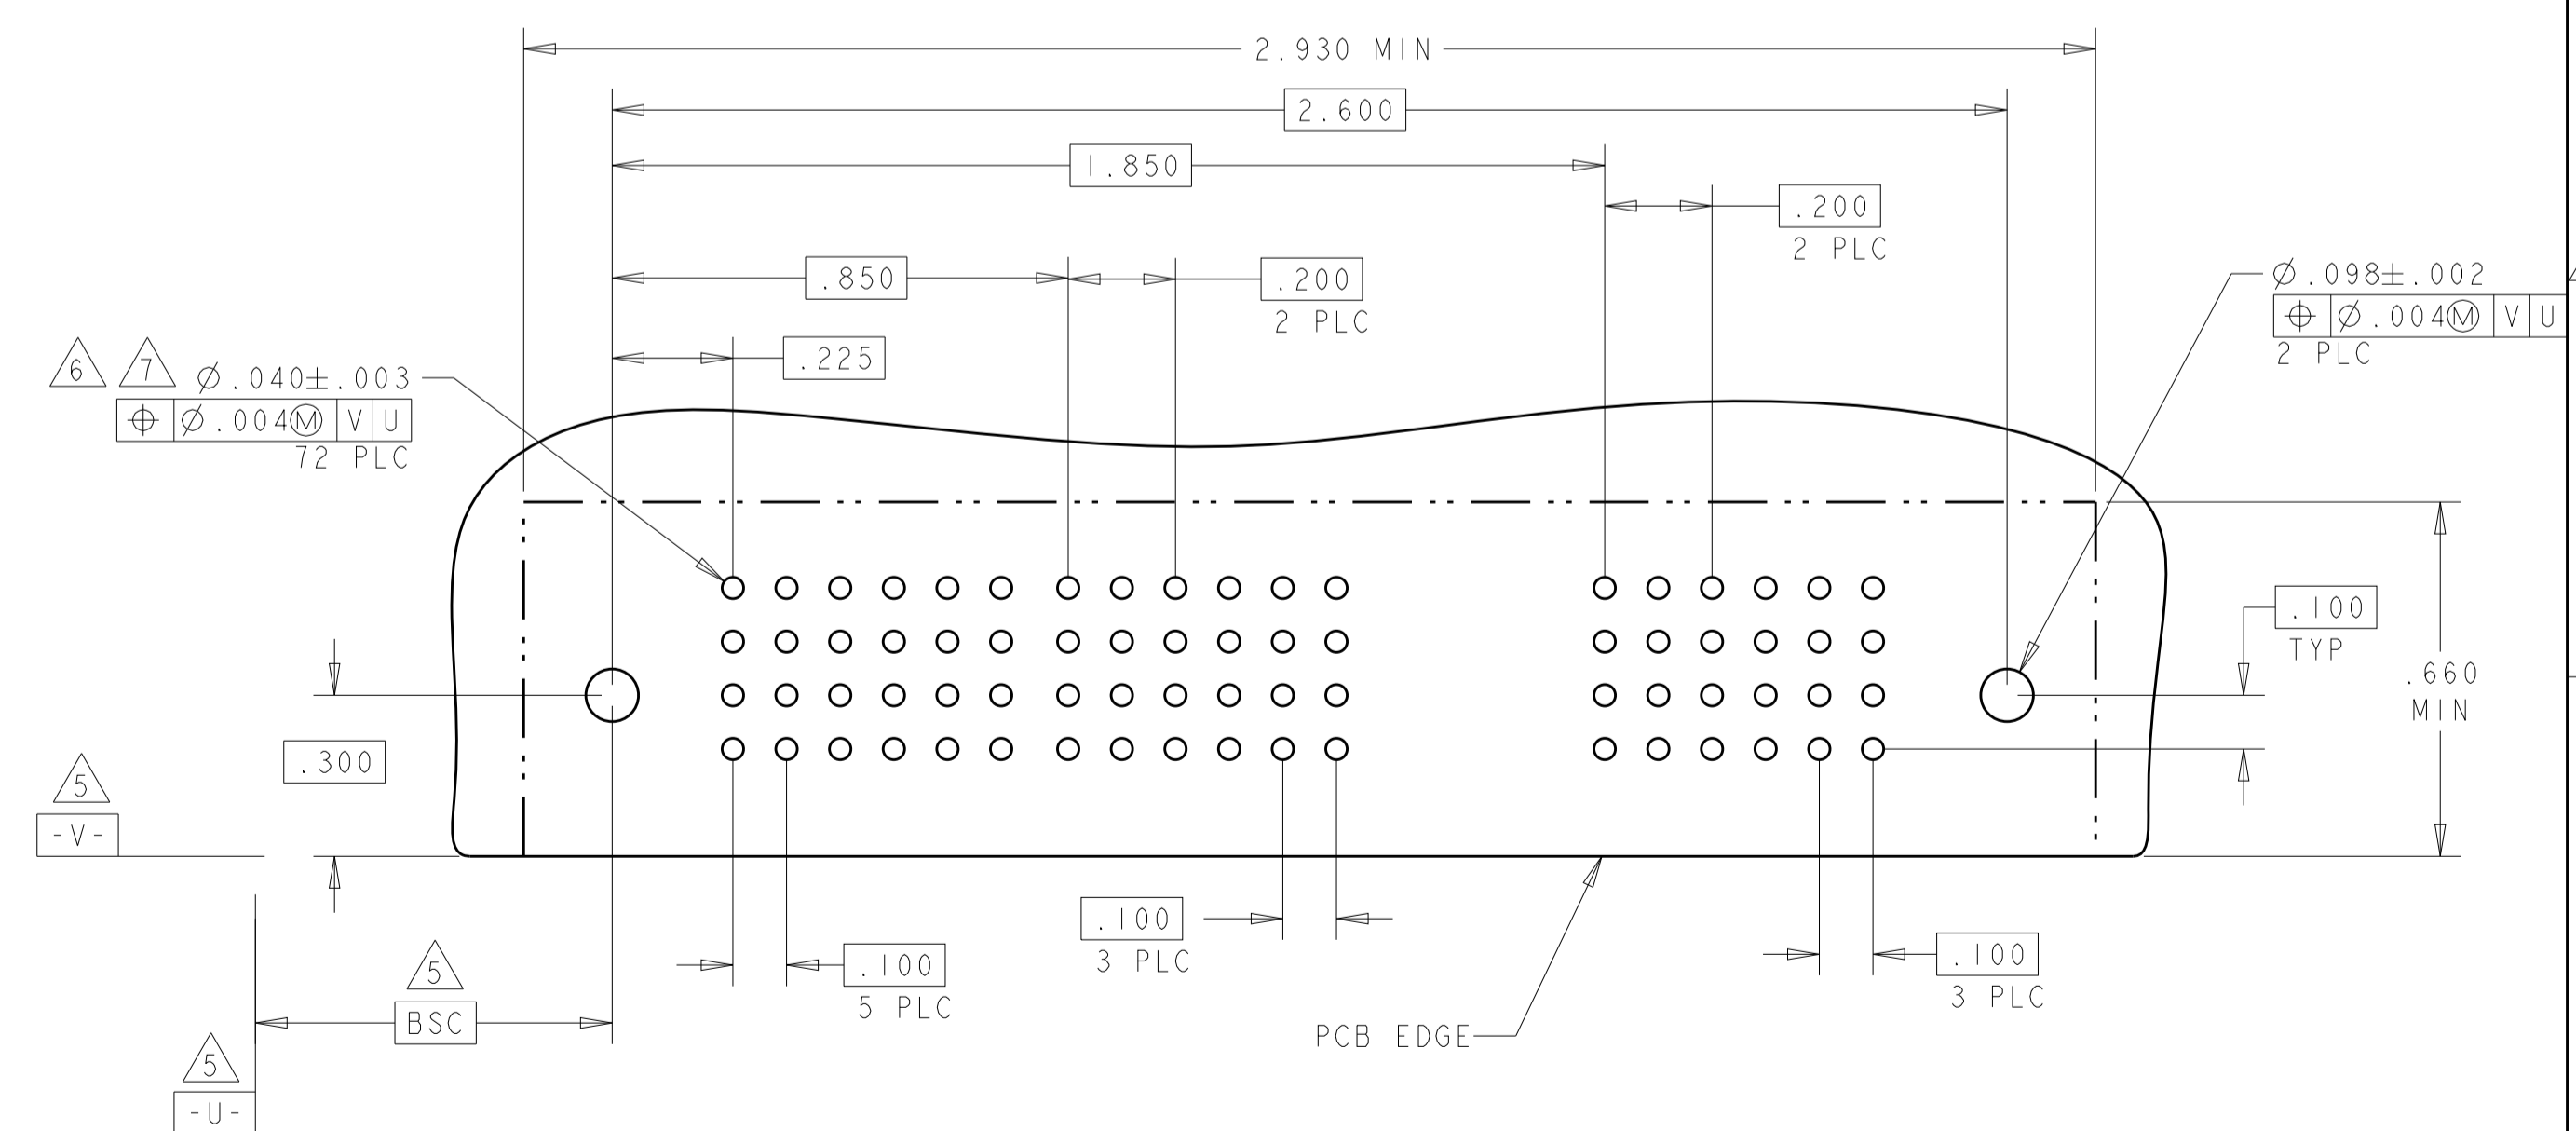 2.930 MIN
2.600
1.850
.200
2 PLC
.850
.200
2 PLC
.225
6 7 Ø.040±.003
⌖ Ø.004Ⓜ V U
72 PLC
Ø.098±.002
⌖ Ø.004Ⓜ V U
2 PLC
.100
TYP
.660
MIN
.300
5
-V-
.100
3 PLC
.100
5 PLC
.100
3 PLC
5
BSC
PCB EDGE
5
-U-